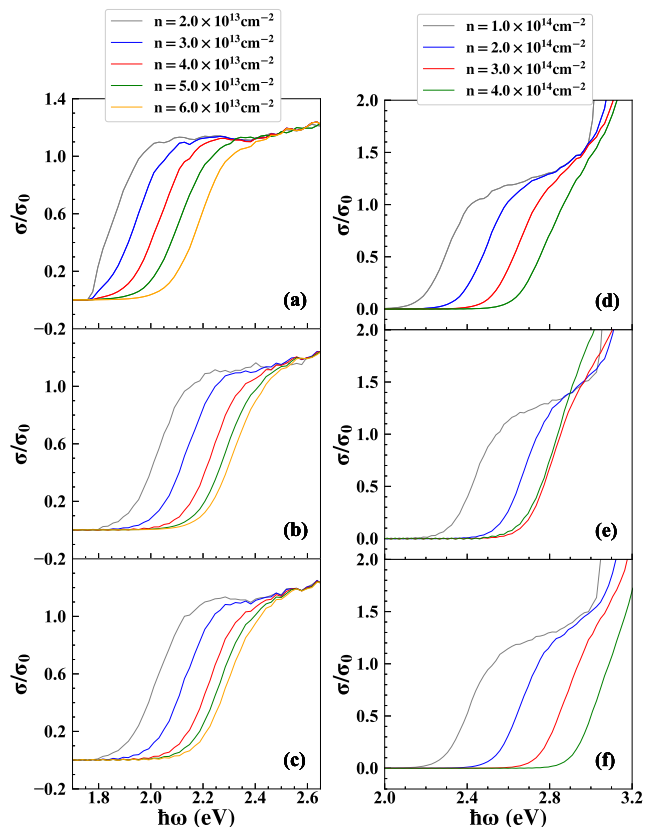 n = 2.0 × 10¹³cm⁻²
n = 3.0 × 10¹³cm⁻²
n = 4.0 × 10¹³cm⁻²
n = 5.0 × 10¹³cm⁻²
n = 6.0 × 10¹³cm⁻²
1.4
1.0
0.6
0.2
−0.2
σ/σ₀
(a)
1.0
0.6
0.2
−0.2
σ/σ₀
(b)
1.0
0.6
0.2
−0.2
σ/σ₀
(c)
1.8 2.0 2.2 2.4 2.6
ħω (eV)
n = 1.0 × 10¹⁴cm⁻²
n = 2.0 × 10¹⁴cm⁻²
n = 3.0 × 10¹⁴cm⁻²
n = 4.0 × 10¹⁴cm⁻²
2.0
1.5
1.0
0.5
0.0
σ/σ₀
(d)
2.0
1.5
1.0
0.5
0.0
σ/σ₀
(e)
2.0
1.5
1.0
0.5
0.0
σ/σ₀
(f)
2.0 2.4 2.8 3.2
ħω (eV)